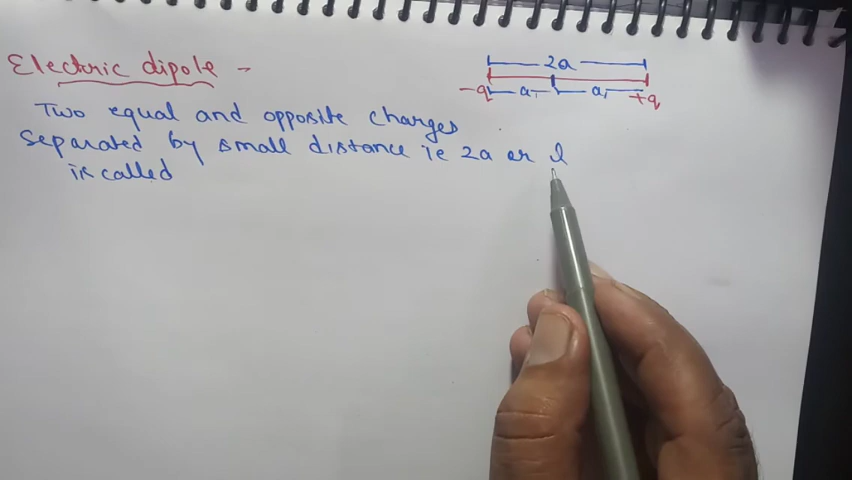 Electric dipole -
2a
-q a, a, +q
Two equal and opposite charges
separated by small distance ie 2a or l
is called